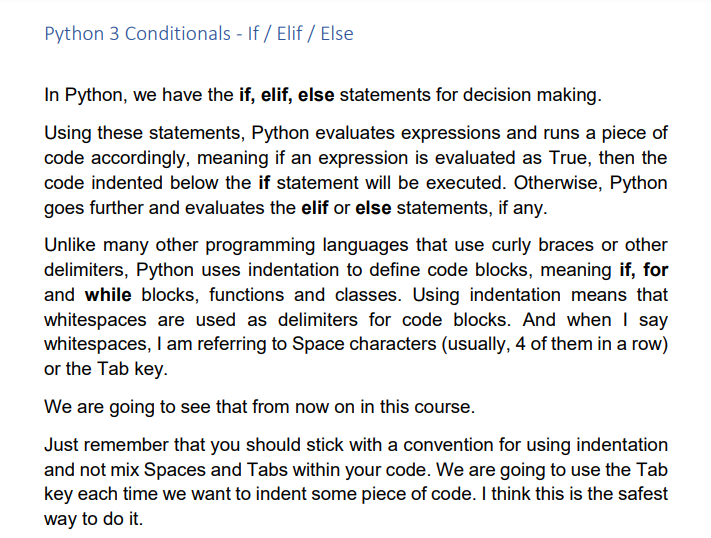 Python 3 Conditionals - If / Elif / Else
In Python, we have the if, elif, else statements for decision making.
Using these statements, Python evaluates expressions and runs a piece of
code accordingly, meaning if an expression is evaluated as True, then the
code indented below the if statement will be executed. Otherwise, Python
goes further and evaluates the elif or else statements, if any.
Unlike many other programming languages that use curly braces or other
delimiters, Python uses indentation to define code blocks, meaning if, for
and while blocks, functions and classes. Using indentation means that
whitespaces are used as delimiters for code blocks. And when I say
whitespaces, I am referring to Space characters (usually, 4 of them in a row)
or the Tab key.
We are going to see that from now on in this course.
Just remember that you should stick with a convention for using indentation
and not mix Spaces and Tabs within your code. We are going to use the Tab
key each time we want to indent some piece of code. I think this is the safest
way to do it.